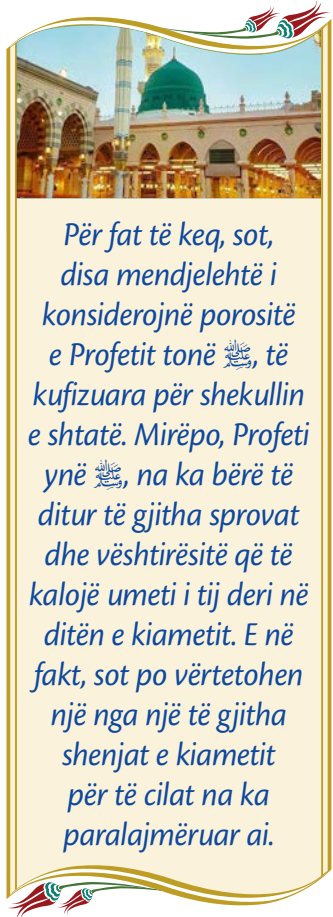 Për fat të keq, sot,
disa mendjelehtë i
konsiderojnë porositë
e Profetit tonë ﷺ, të
kufizuara për shekullin
e shtatë. Mirëpo, Profeti
ynë ﷺ, na ka bërë të
ditur të gjitha sprovat
dhe vështirësitë që të
kalojë umeti i tij deri në
ditën e kiametit. E në
fakt, sot po vërtetohen
një nga një të gjitha
shenjat e kiametit
për të cilat na ka
paralajmëruar ai.